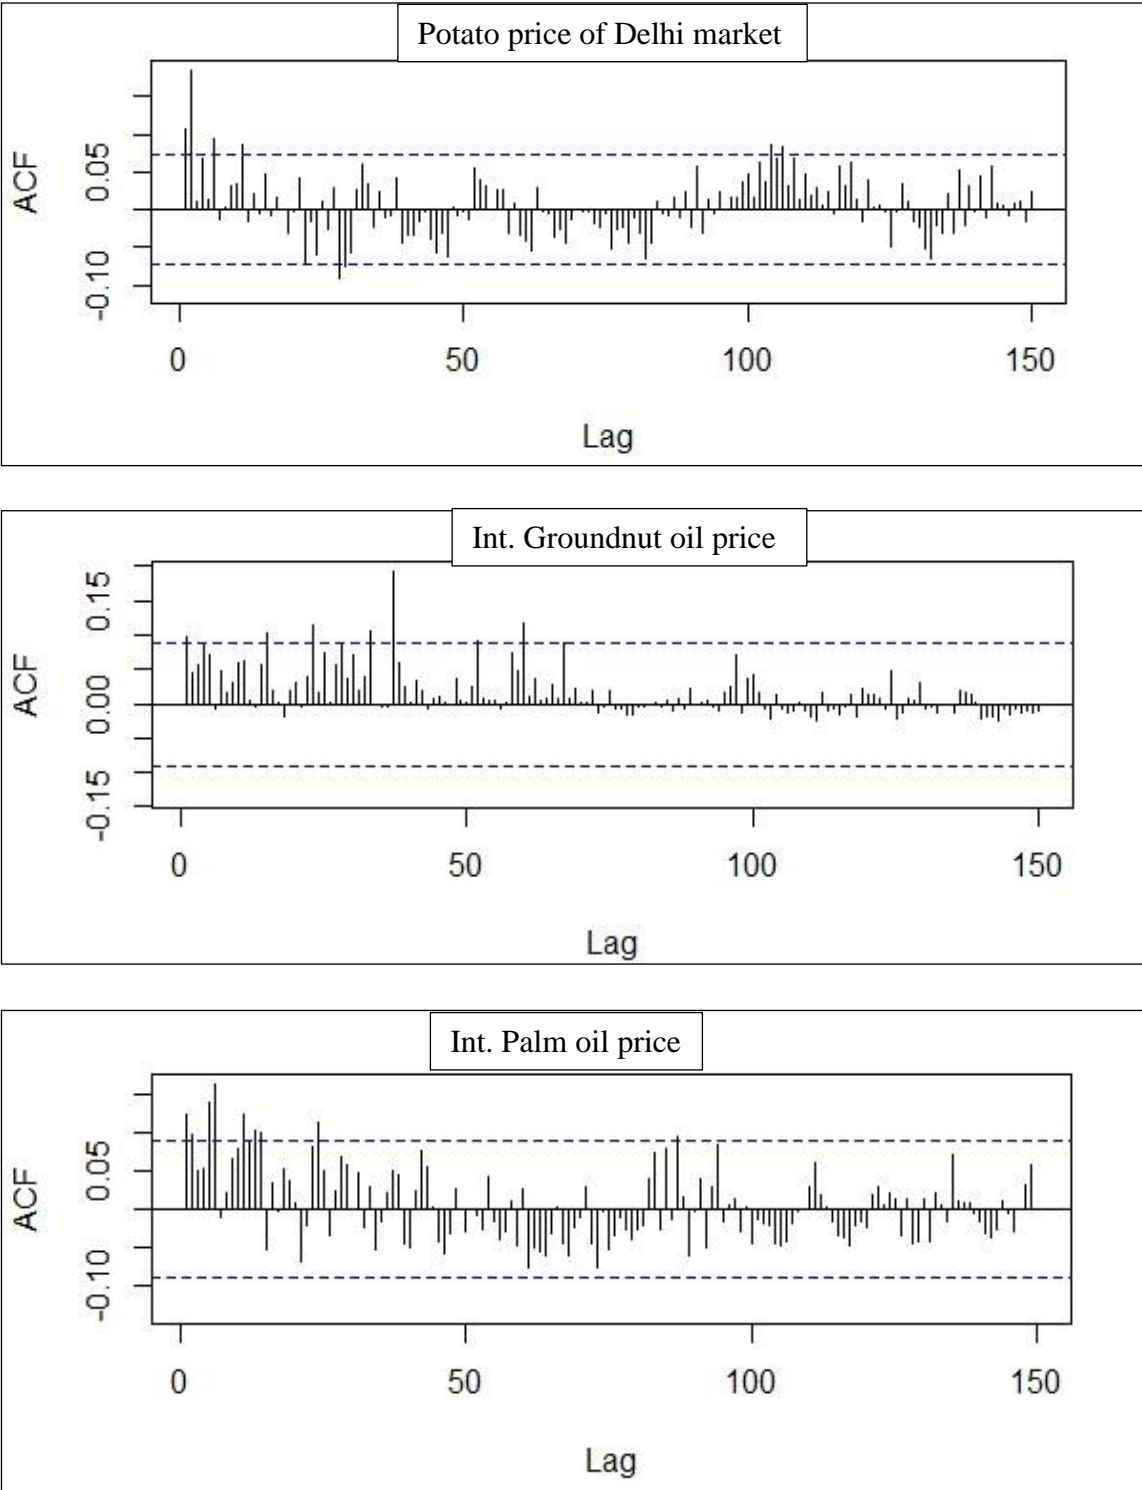 Potato price of Delhi market
ACF
0.05
-0.10
0 50 100 150
Lag
Int. Groundnut oil price
ACF
0.15
0.00
-0.15
0 50 100 150
Lag
Int. Palm oil price
ACF
0.05
-0.10
0 50 100 150
Lag